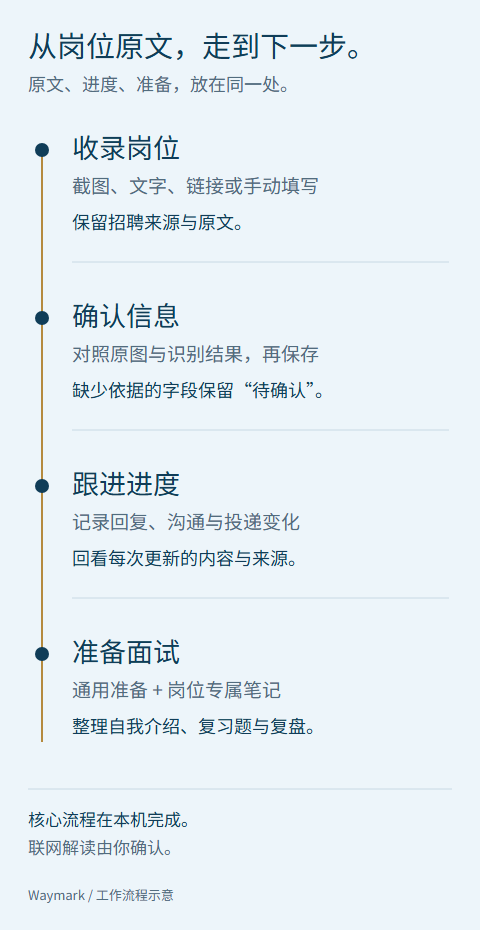 从岗位原文，走到下一步。
原文、进度、准备，放在同一处。
收录岗位
截图、文字、链接或手动填写
保留招聘来源与原文。
确认信息
对照原图与识别结果，再保存
缺少依据的字段保留“待确认”。
跟进进度
记录回复、沟通与投递变化
回看每次更新的内容与来源。
准备面试
通用准备 + 岗位专属笔记
整理自我介绍、复习题与复盘。
核心流程在本机完成。
联网解读由你确认。
Waymark / 工作流程示意